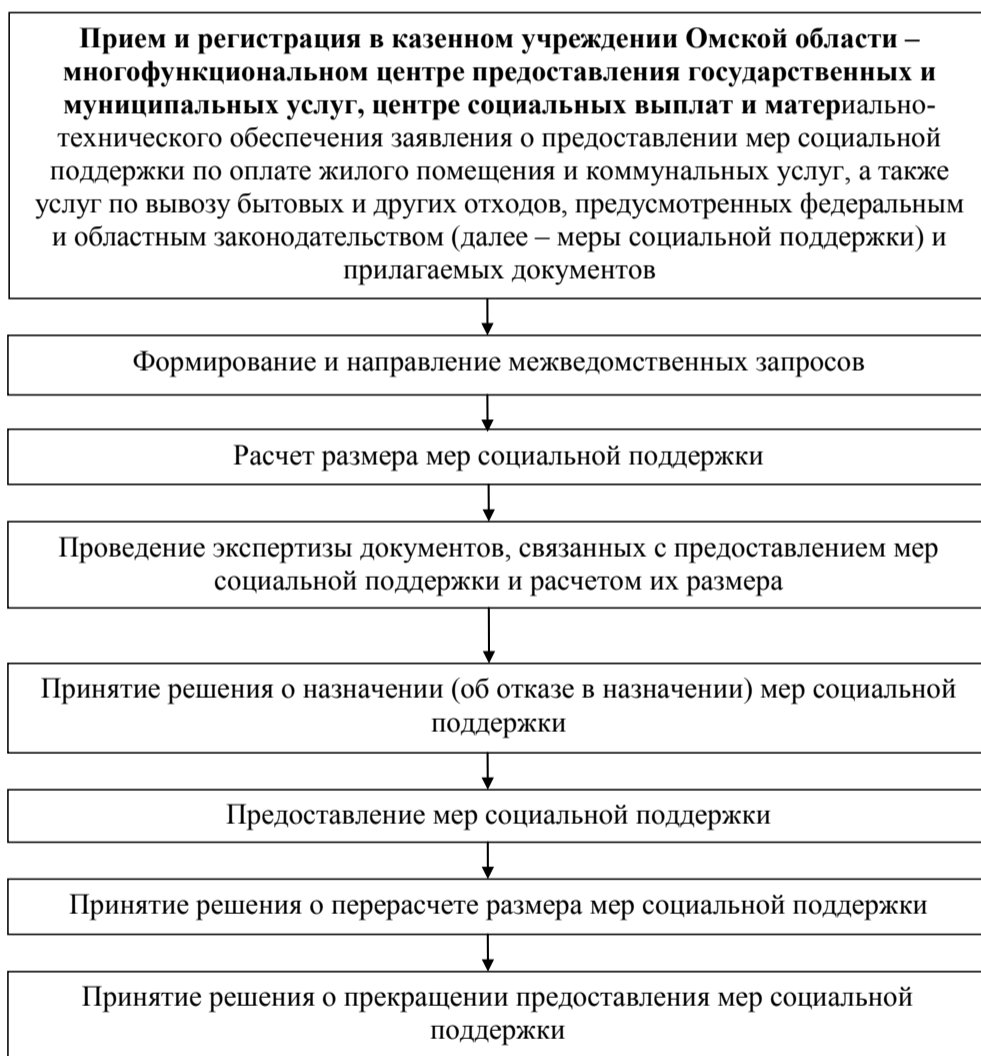 Прием и регистрация в казенном учреждении Омской области –
многофункциональном центре предоставления государственных и
муниципальных услуг, центре социальных выплат и материально-
технического обеспечения заявления о предоставлении мер социальной
поддержки по оплате жилого помещения и коммунальных услуг, а также
услуг по вывозу бытовых и других отходов, предусмотренных федеральным
и областным законодательством (далее – меры социальной поддержки) и
прилагаемых документов
Формирование и направление межведомственных запросов
Расчет размера мер социальной поддержки
Проведение экспертизы документов, связанных с предоставлением мер
социальной поддержки и расчетом их размера
Принятие решения о назначении (об отказе в назначении) мер социальной
поддержки
Предоставление мер социальной поддержки
Принятие решения о перерасчете размера мер социальной поддержки
Принятие решения о прекращении предоставления мер социальной
поддержки